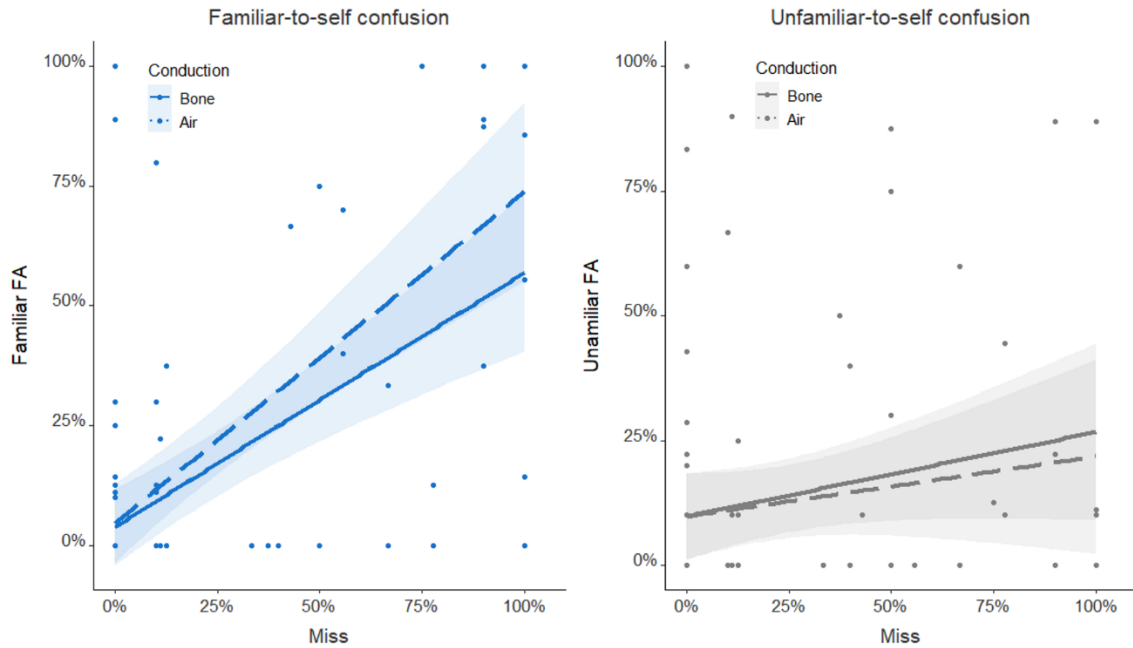 Familiar-to-self confusion
100%
75%
50%
25%
0%
Familiar FA
Conduction
Bone
Air
0%
25%
50%
75%
100%
Miss
Unfamiliar-to-self confusion
100%
75%
50%
25%
0%
Unamiliar FA
Conduction
Bone
Air
0%
25%
50%
75%
100%
Miss